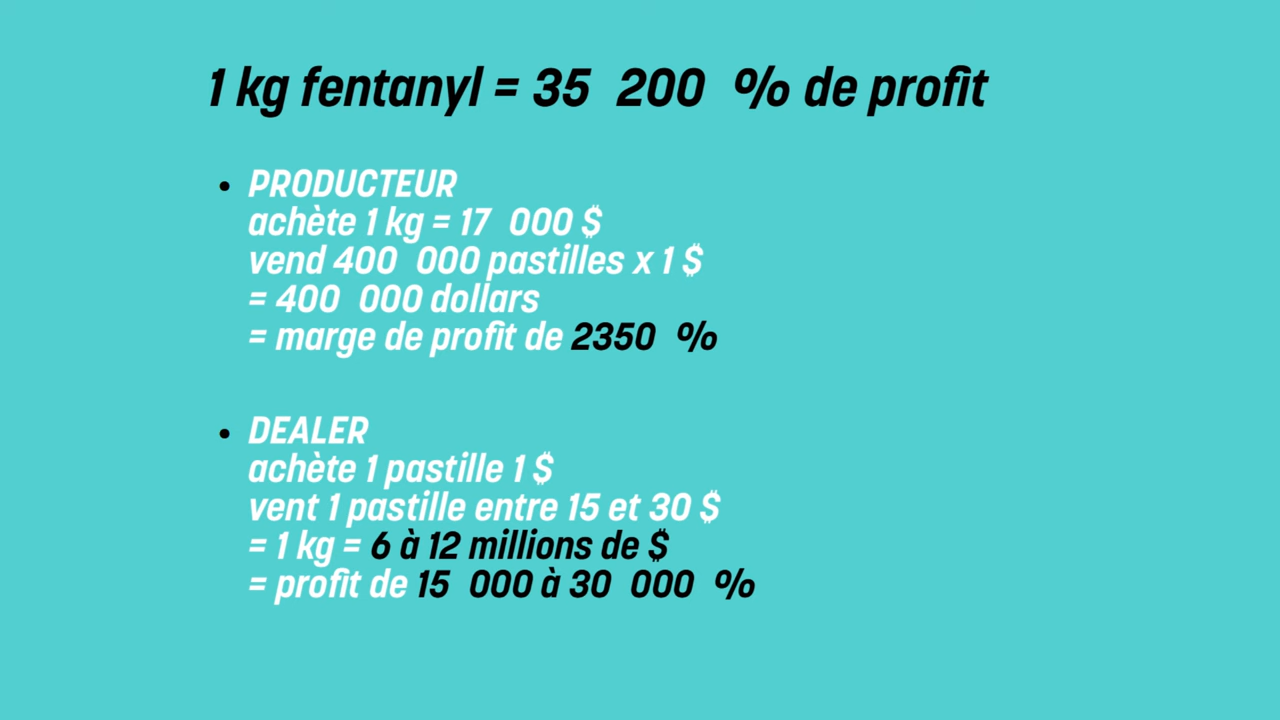 1 kg fentanyl = 35 200 % de profit
• PRODUCTEUR
achète 1 kg = 17 000 $
vend 400 000 pastilles x 1 $
= 400 000 dollars
= marge de profit de 2350 %
• DEALER
achète 1 pastille 1 $
vent 1 pastille entre 15 et 30 $
= 1 kg = 6 à 12 millions de $
= profit de 15 000 à 30 000 %